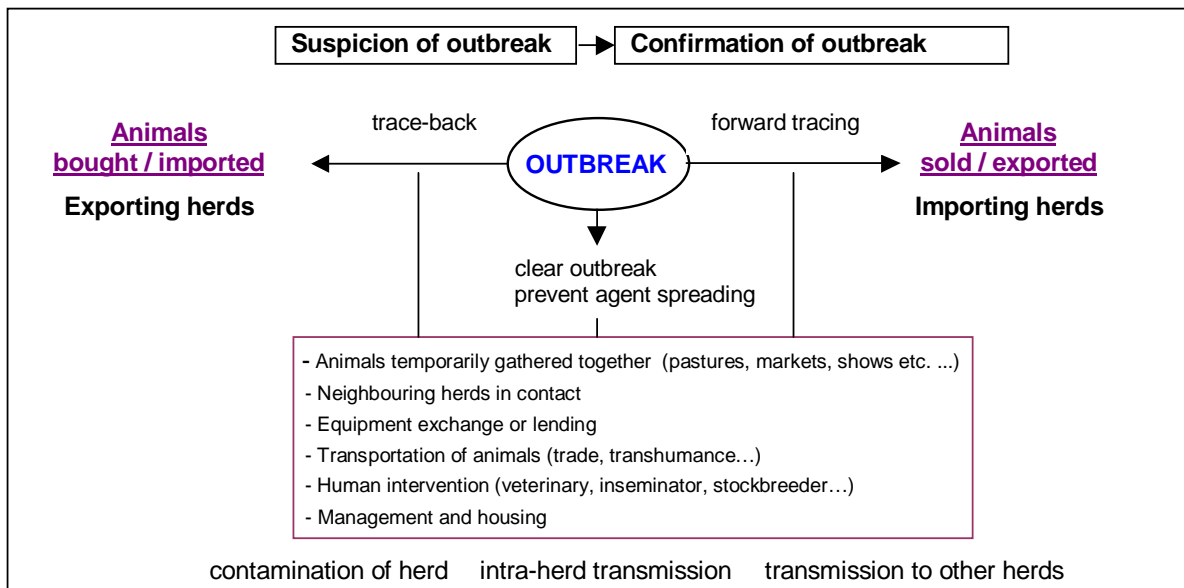 Suspicion of outbreak
Confirmation of outbreak
trace-back
forward tracing
Animals
bought / imported
Exporting herds
OUTBREAK
Animals
sold / exported
Importing herds
clear outbreak
prevent agent spreading
- Animals temporarily gathered together (pastures, markets, shows etc. ...)
- Neighbouring herds in contact
- Equipment exchange or lending
- Transportation of animals (trade, transhumance…)
- Human intervention (veterinary, inseminator, stockbreeder…)
- Management and housing
contamination of herd intra-herd transmission transmission to other herds